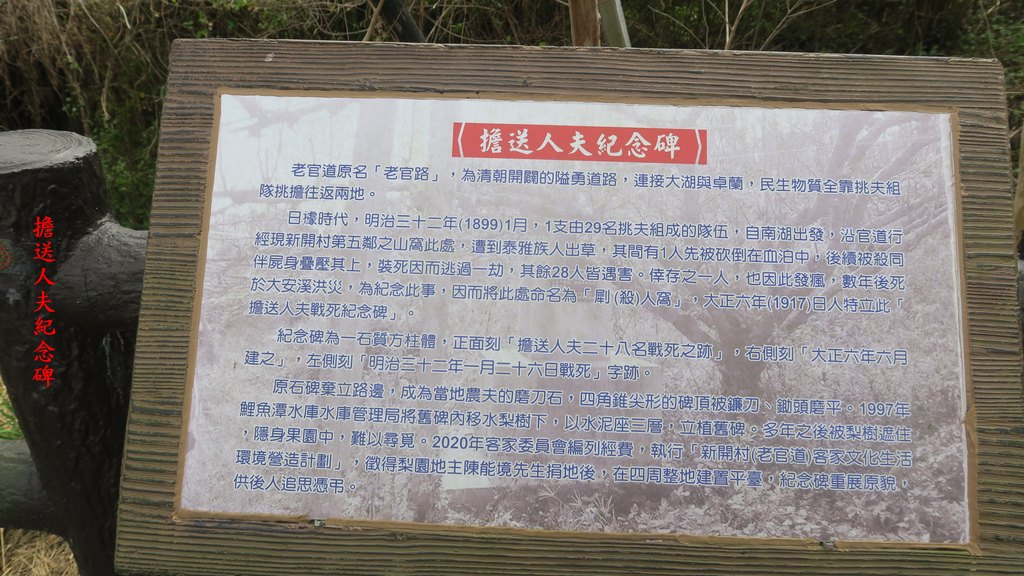 擔送人夫紀念碑
擔送人夫紀念碑
老官道原名「老官路」，為清朝開闢的隘勇道路，連接大湖與卓蘭，民生物質全靠挑夫組
隊挑擔往返兩地。
日據時代，明治三十二年(1899)1月，1支由29名挑夫組成的隊伍，自南湖出發，沿官道行
經現新開村第五鄰之山窩此處，遭到泰雅族人出草，其間有1人先被砍倒在血泊中，後續被殺同
伴屍身疊壓其上，裝死因而逃過一劫，其餘28人皆遇害。倖存之一人，也因此發瘋，數年後死
於大安溪洪災，為紀念此事，因而將此處命名為「刣(殺)人窩」，大正六年(1917)日人特立此「
擔送人夫戰死紀念碑」。
紀念碑為一石質方柱體，正面刻「擔送人夫二十八名戰死之跡」，右側刻「大正六年六月
建之」，左側刻「明治三十二年一月二十六日戰死」字跡。
原石碑棄立路邊，成為當地農夫的磨刀石，四角錐尖形的碑頂被鐮刀、鋤頭磨平。1997年
鯉魚潭水庫水庫管理局將舊碑內移水梨樹下，以水泥座三層，立植舊碑。多年之後被梨樹遮住
，隱身果園中，難以尋覓。2020年客家委員會編列經費，執行「新開村(老官道)客家文化生活
環境營造計劃」，徵得梨園地主陳能境先生捐地後，在四周整地建置平臺，紀念碑重展原貌，
供後人追思憑弔。